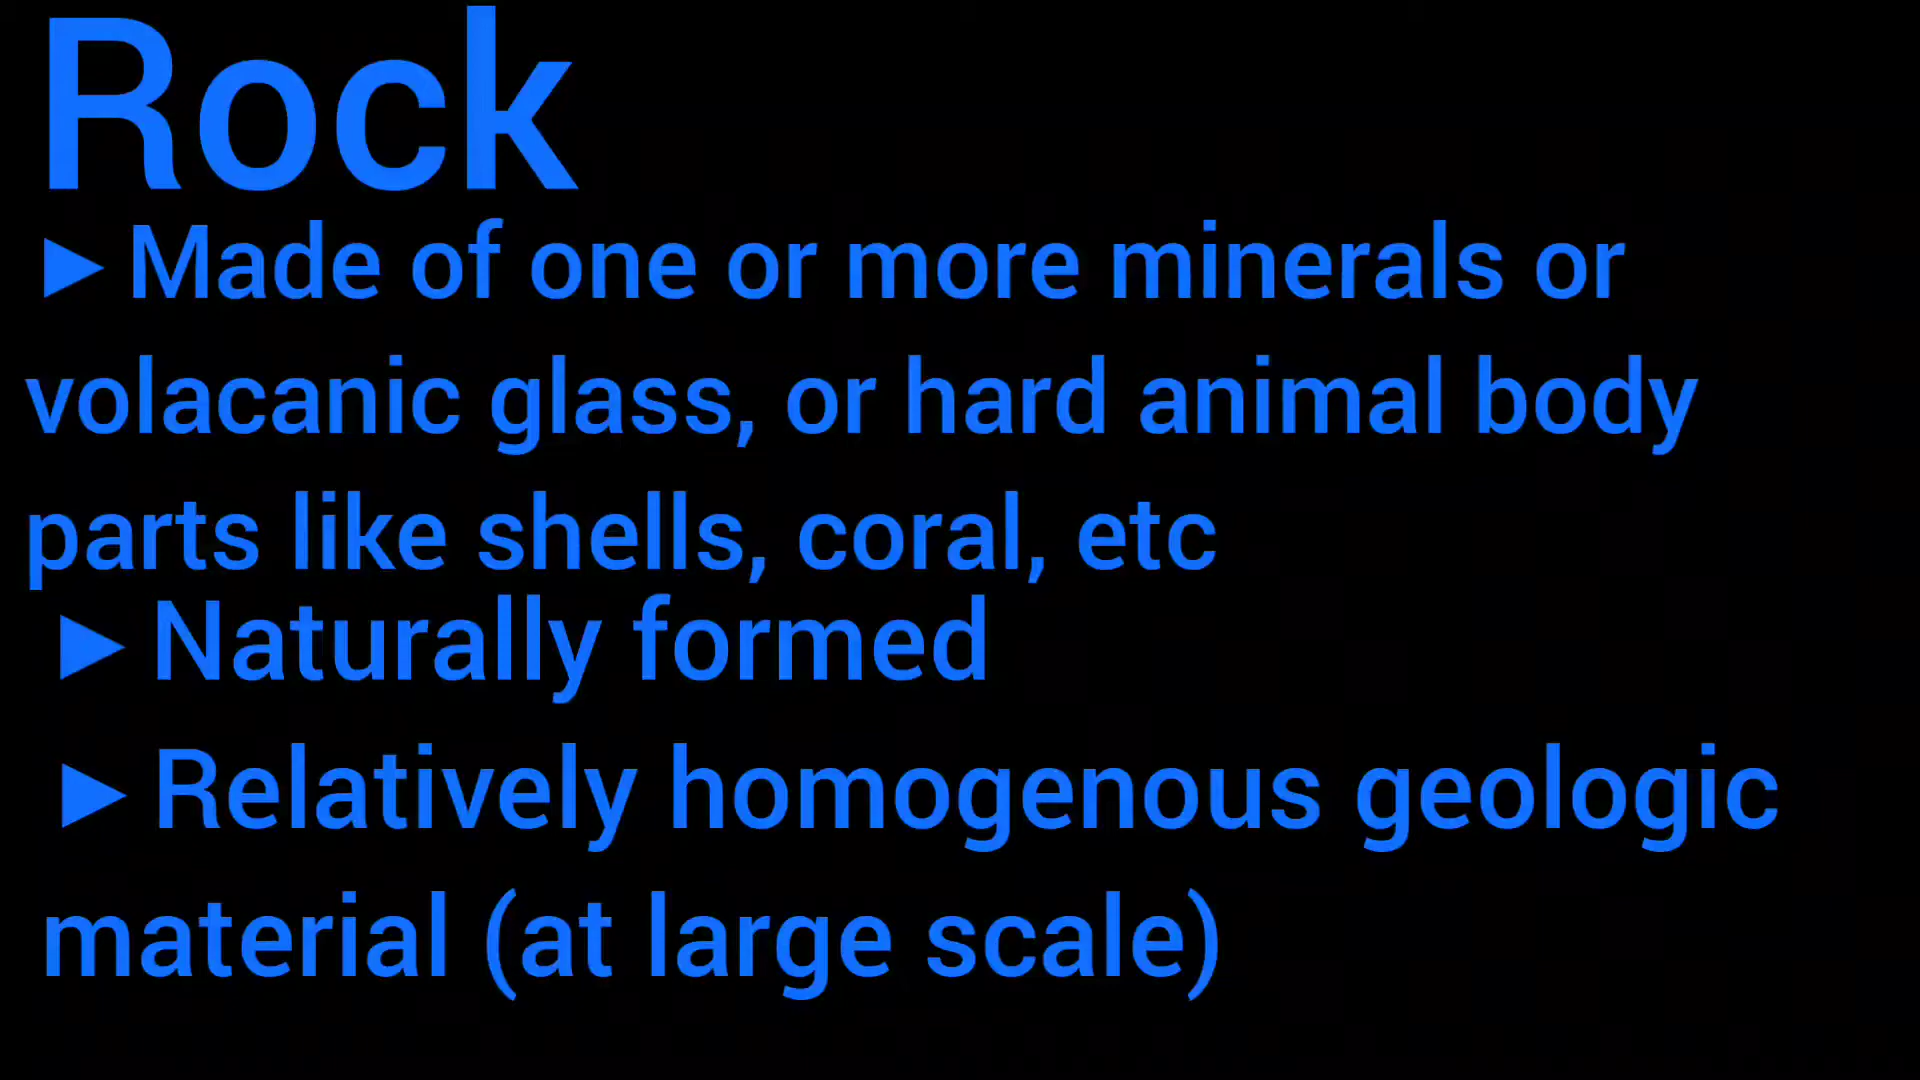 Rock
► Made of one or more minerals or
volacanic glass, or hard animal body
parts like shells, coral, etc
► Naturally formed
► Relatively homogenous geologic
material (at large scale)